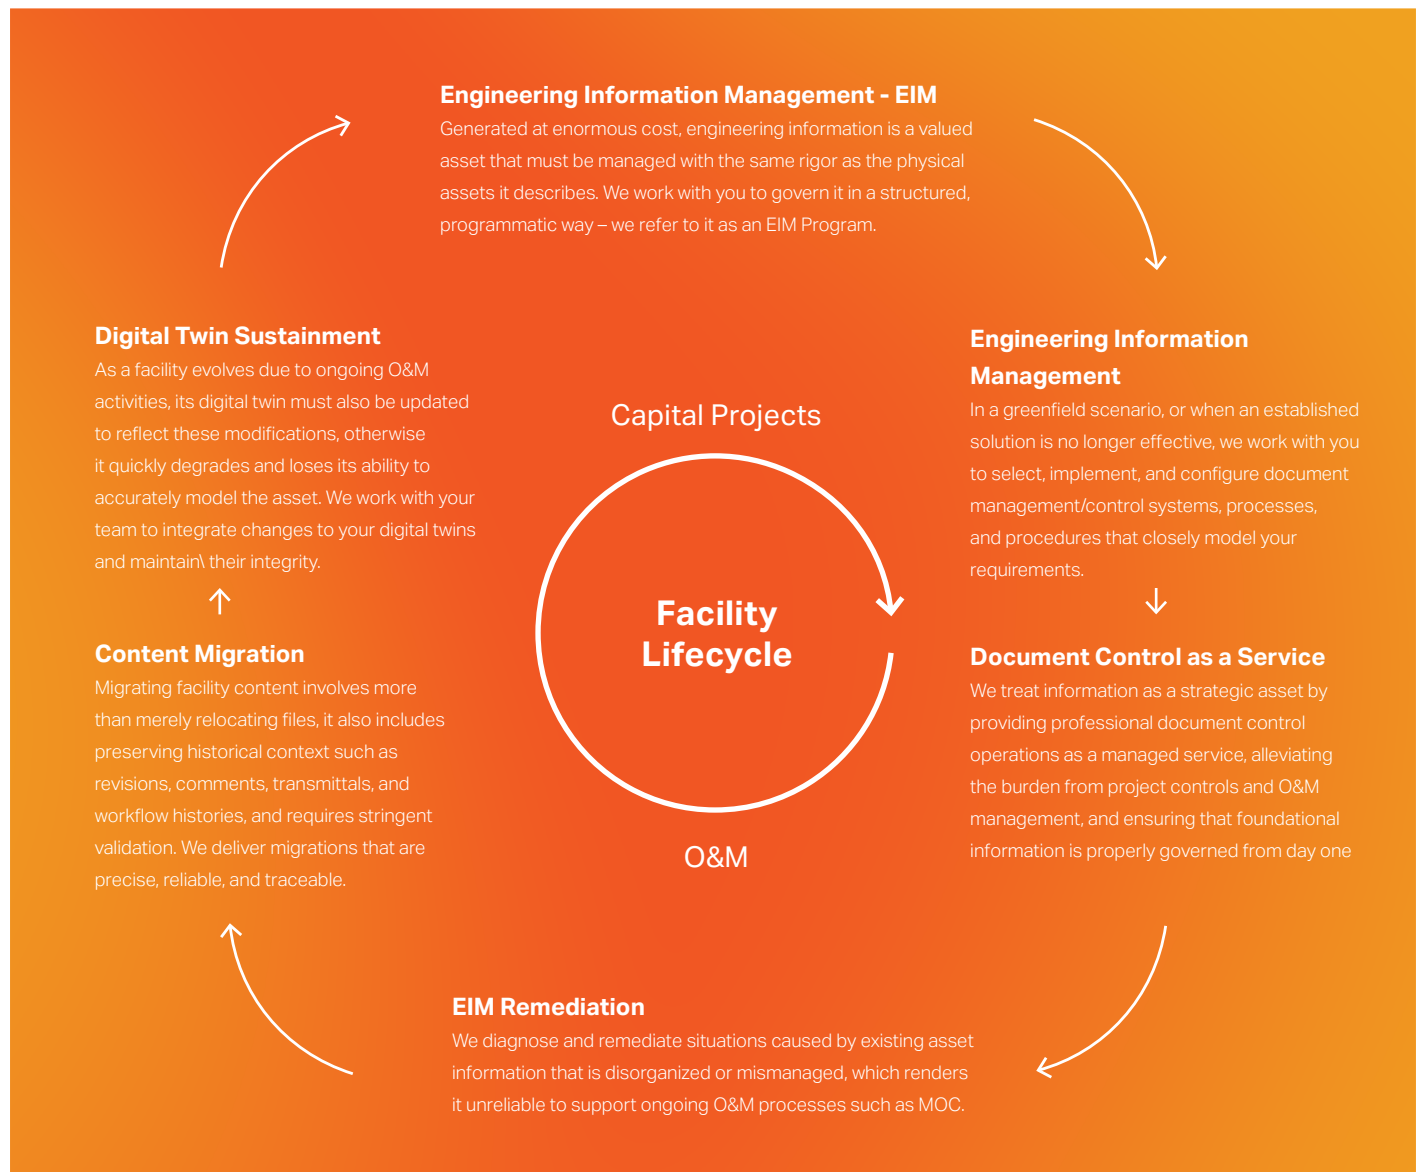 Engineering Information Management - EIM
Generated at enormous cost, engineering information is a valued
asset that must be managed with the same rigor as the physical
assets it describes. We work with you to govern it in a structured,
programmatic way – we refer to it as an EIM Program.
Engineering Information
Management
In a greenfield scenario, or when an established
solution is no longer effective, we work with you
to select, implement, and configure document
management/control systems, processes,
and procedures that closely model your
requirements.
Document Control as a Service
We treat information as a strategic asset by
providing professional document control
operations as a managed service, alleviating
the burden from project controls and O&M
management, and ensuring that foundational
information is properly governed from day one
EIM Remediation
We diagnose and remediate situations caused by existing asset
information that is disorganized or mismanaged, which renders
it unreliable to support ongoing O&M processes such as MOC.
Content Migration
Migrating facility content involves more
than merely relocating files, it also includes
preserving historical context such as
revisions, comments, transmittals, and
workflow histories, and requires stringent
validation. We deliver migrations that are
precise, reliable, and traceable.
Digital Twin Sustainment
As a facility evolves due to ongoing O&M
activities, its digital twin must also be updated
to reflect these modifications, otherwise
it quickly degrades and loses its ability to
accurately model the asset. We work with your
team to integrate changes to your digital twins
and maintain\ their integrity.
Capital Projects
Facility
Lifecycle
O&M